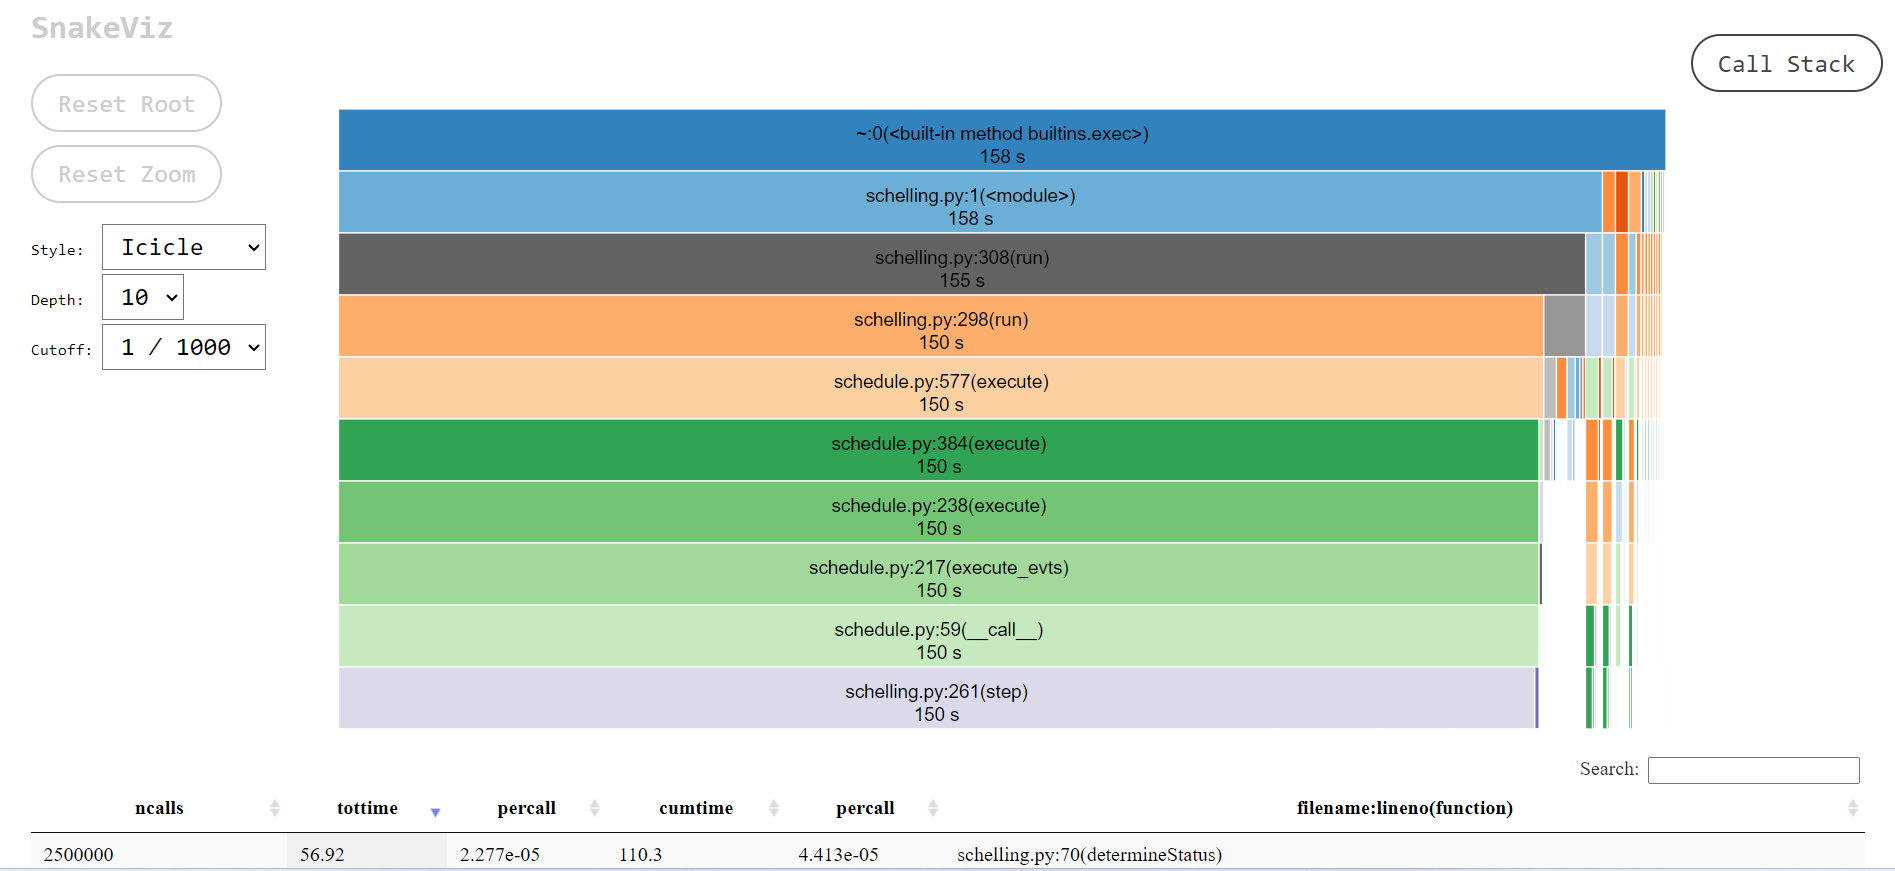 SnakeViz
Call Stack
Reset Root
Reset Zoom
Style: Icicle
Depth: 10
Cutoff: 1 / 1000
~:0(<built-in method builtins.exec>)
158 s
schelling.py:1(<module>)
158 s
schelling.py:308(run)
155 s
schelling.py:298(run)
150 s
schedule.py:577(execute)
150 s
schedule.py:384(execute)
150 s
schedule.py:238(execute)
150 s
schedule.py:217(execute_evts)
150 s
schedule.py:59(__call__)
150 s
schelling.py:261(step)
150 s
Search:
ncalls tottime percall cumtime percall filename:lineno(function)
2500000 56.92 2.277e-05 110.3 4.413e-05 schelling.py:70(determineStatus)